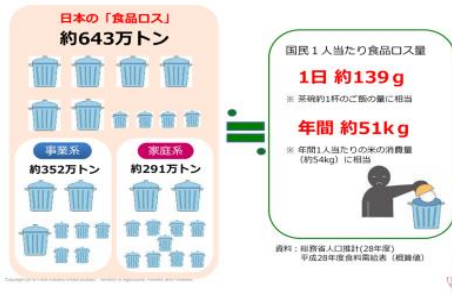 日本の「食品ロス」
約643万トン
事業系
約352万トン
家庭系
約291万トン
国民1人当たり食品ロス量
1日 約139g
※ 茶碗約1杯のご飯の量に相当
年間 約51kg
※ 年間1人当たりの米の消費量
(約54kg)に相当
資料:総務省人口推計(28年度)
平成28年度食料需給表(概算値)